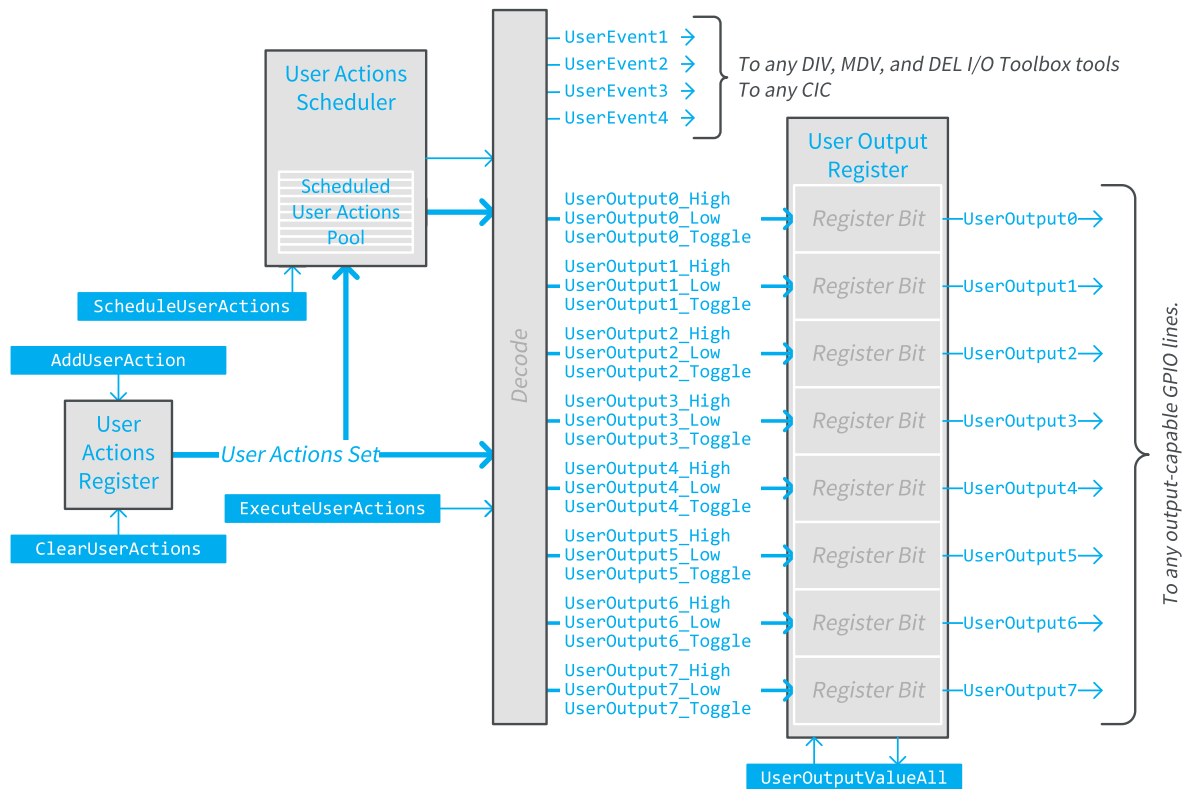 User Actions
Scheduler
Scheduled
User Actions
Pool
ScheduleUserActions
AddUserAction
User
Actions
Register
ClearUserActions
User Actions Set
ExecuteUserActions
Decode
UserEvent1
UserEvent2
UserEvent3
UserEvent4
To any DIV, MDV, and DEL I/O Toolbox tools
To any CIC
UserOutput0_High
UserOutput0_Low
UserOutput0_Toggle
UserOutput1_High
UserOutput1_Low
UserOutput1_Toggle
UserOutput2_High
UserOutput2_Low
UserOutput2_Toggle
UserOutput3_High
UserOutput3_Low
UserOutput3_Toggle
UserOutput4_High
UserOutput4_Low
UserOutput4_Toggle
UserOutput5_High
UserOutput5_Low
UserOutput5_Toggle
UserOutput6_High
UserOutput6_Low
UserOutput6_Toggle
UserOutput7_High
UserOutput7_Low
UserOutput7_Toggle
User Output
Register
Register Bit
Register Bit
Register Bit
Register Bit
Register Bit
Register Bit
Register Bit
Register Bit
UserOutput0
UserOutput1
UserOutput2
UserOutput3
UserOutput4
UserOutput5
UserOutput6
UserOutput7
To any output-capable GPIO lines.
UserOutputValueAll